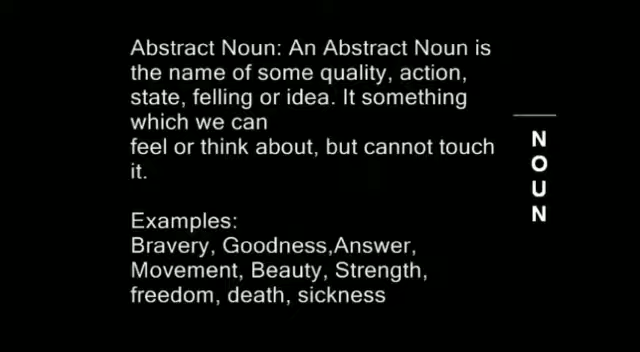 Abstract Noun: An Abstract Noun is
the name of some quality, action,
state, felling or idea. It something
which we can
feel or think about, but cannot touch
it.
Examples:
Bravery, Goodness,Answer,
Movement, Beauty, Strength,
freedom, death, sickness
NOUN